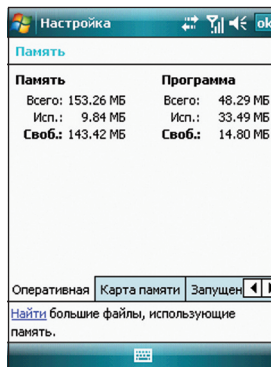 Настройка ok
Память
Память Программа
Всего: 153.26 МБ Всего: 48.29 МБ
Исп.: 9.84 МБ Исп.: 33.49 МБ
Своб.: 143.42 МБ Своб.: 14.80 МБ
Оперативная Карта памяти Запущен
Найти большие файлы, использующие
память.